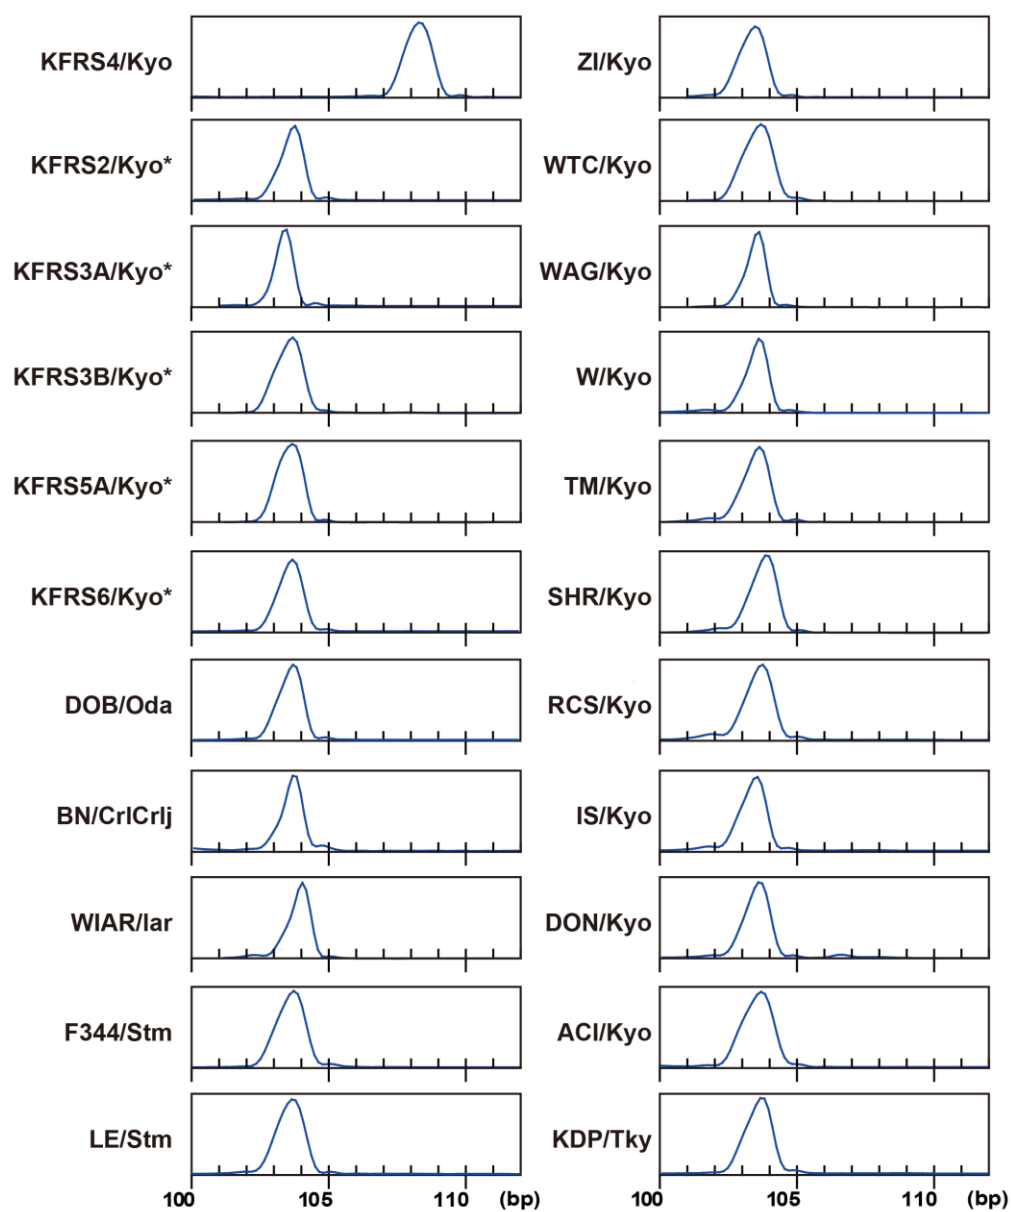 KFRS4/Kyo
KFRS2/Kyo*
KFRS3A/Kyo*
KFRS3B/Kyo*
KFRS5A/Kyo*
KFRS6/Kyo*
DOB/Oda
BN/CrlCrlj
WIAR/Iar
F344/Stm
LE/Stm
100 105 110 (bp)
ZI/Kyo
WTC/Kyo
WAG/Kyo
W/Kyo
TM/Kyo
SHR/Kyo
RCS/Kyo
IS/Kyo
DON/Kyo
ACI/Kyo
KDP/Tky
100 105 110 (bp)